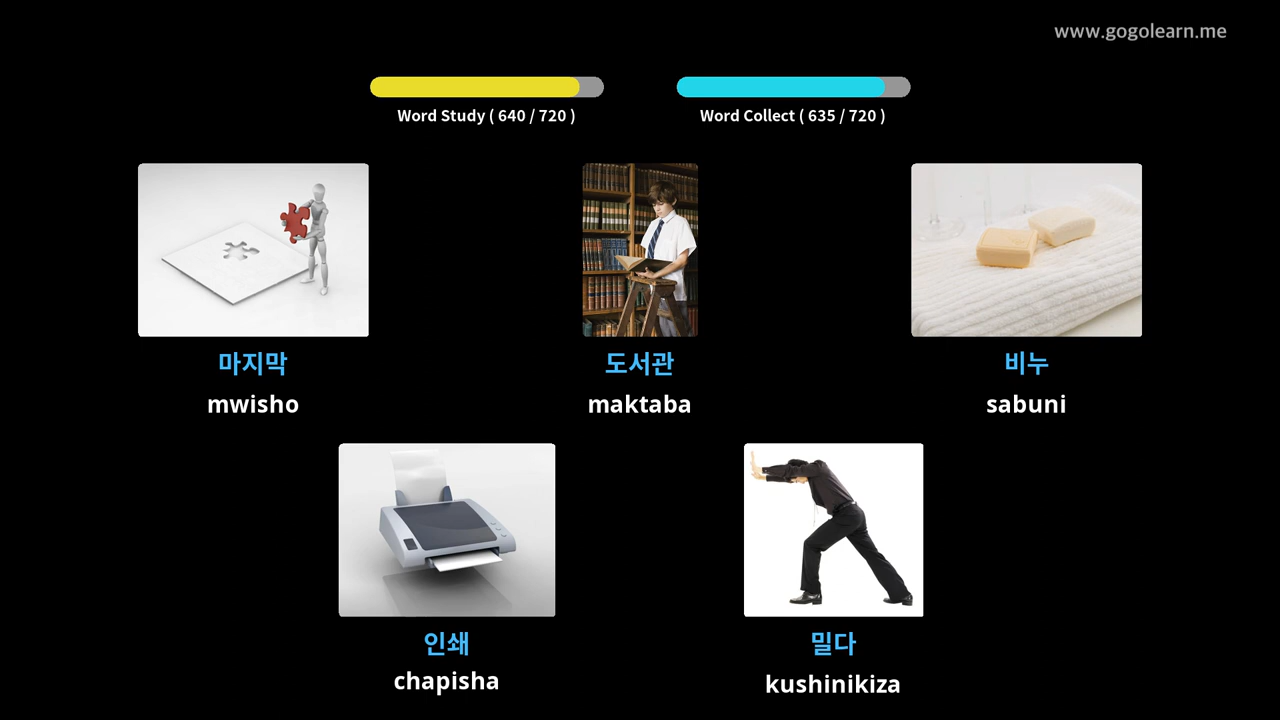 www.gogolearn.me
Word Study ( 640 / 720 )
Word Collect ( 635 / 720 )
마지막
mwisho
도서관
maktaba
비누
sabuni
인쇄
chapisha
밀다
kushinikiza